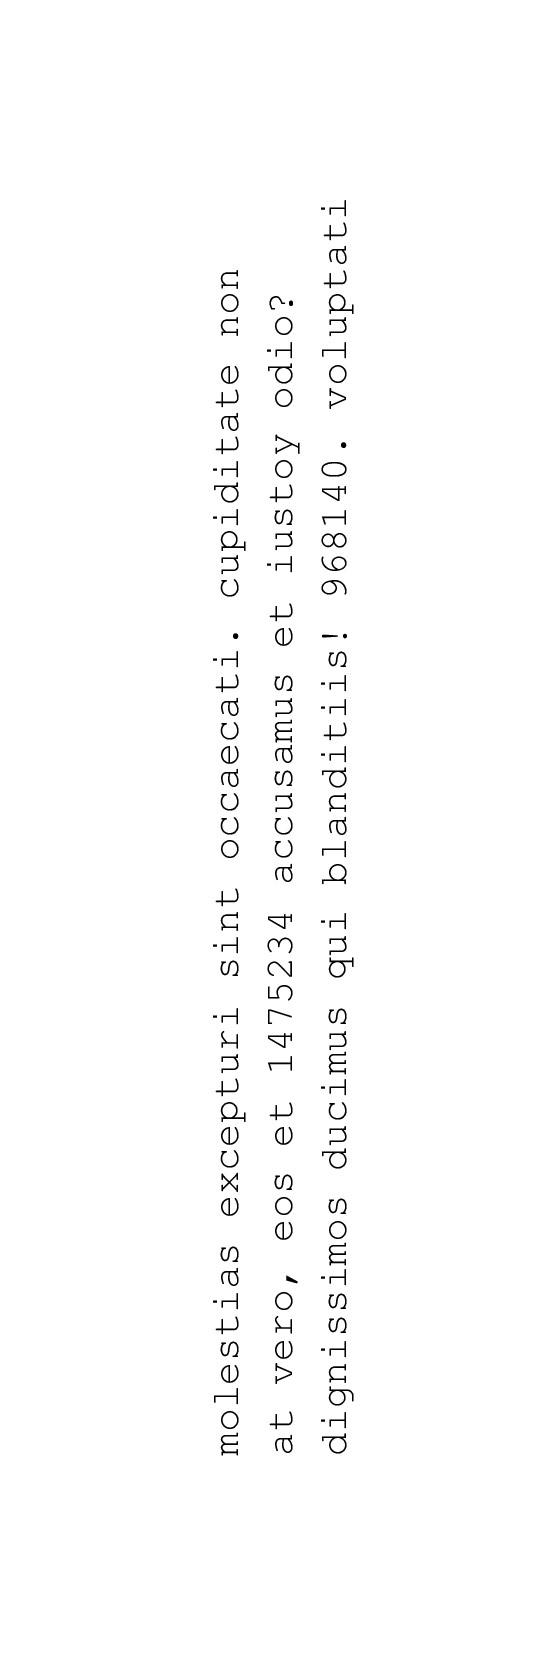 molestias excepturi sint occaecati. cupiditate non
at vero, eos et 1475234 accusamus et iustoy odio?
dignissimos ducimus qui blanditiis! 968140. voluptati